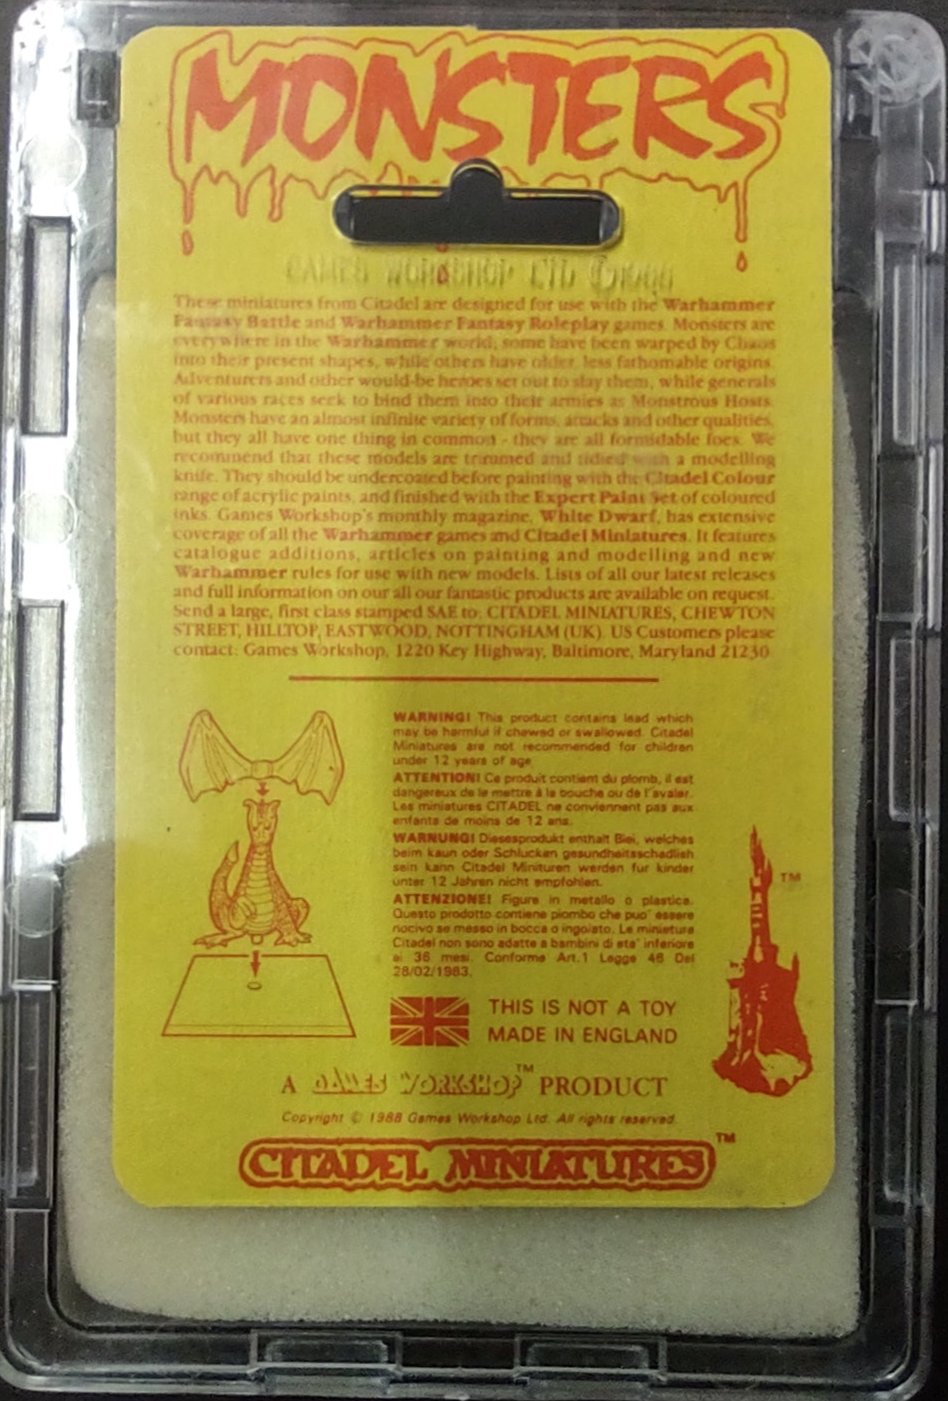 MONSTERS
These miniatures from Citadel are designed for use with the Warhammer
Fantasy Battle and Warhammer Fantasy Roleplay games. Monsters are
everywhere in the Warhammer world; some have been warped by Chaos
into their present shapes, while others have older, less fathomable origins.
Adventurers and other would-be heroes set out to slay them, while generals
of various races seek to bind them into their armies as Monstrous Hosts.
Monsters have an almost infinite variety of forms, attacks and other qualities,
but they all have one thing in common - they are all formidable foes. We
recommend that these models are trimmed and tidied with a modelling
knife. They should be undercoated before painting with the Citadel Colour
range of acrylic paints, and finished with the Expert Paint Set of coloured
inks. Games Workshop's monthly magazine, White Dwarf, has extensive
coverage of all the Warhammer games and Citadel Miniatures. It features
catalogue additions, articles on painting and modelling and new
Warhammer rules for use with new models. Lists of all our latest releases
and full information on our all our fantastic products are available on request.
Send a large, first class stamped SAE to: CITADEL MINIATURES, CHEWTON
STREET, HILLTOP, EASTWOOD, NOTTINGHAM (UK). US Customers please
contact: Games Workshop, 1220 Key Highway, Baltimore, Maryland 21230
WARNING! This product contains lead which
may be harmful if chewed or swallowed. Citadel
Miniatures are not recommended for children
under 12 years of age
ATTENTION! Ce produit contient du plomb, il est
dangereux de le mettre à la bouche ou de l'avaler.
Les miniatures CITADEL ne conviennent pas aux
enfants de moins de 12 ans.
WARNUNG! Diesesprodukt enthalt Blei, welches
beim kaun oder Schluckan gesundheitsschadlich
sein kann Citadel Minituren werden fur kinder
unter 12 Jahren nicht empfohlen.
ATTENZIONE! Figure in metallo o plastica.
Questo prodotto contiene piombo che puo' essere
nocivo se messo in bocca o ingoiato. Le miniature
Citadel non sono adatte a bambini di eta' inferiore
ai 36 mesi. Conforme Art.1 Legge 46 Del
28/02/1983.
TM
THIS IS NOT A TOY
MADE IN ENGLAND
A GAMES WORKSHOP™ PRODUCT
Copyright © 1988 Games Workshop Ltd. All rights reserved.
CITADEL MINIATURES™